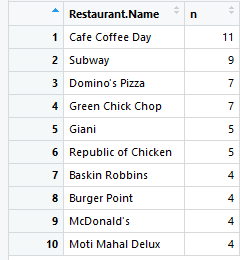 Restaurant.Name n
1 Cafe Coffee Day 11
2 Subway 9
3 Domino's Pizza 7
4 Green Chick Chop 7
5 Giani 5
6 Republic of Chicken 5
7 Baskin Robbins 4
8 Burger Point 4
9 McDonald's 4
10 Moti Mahal Delux 4